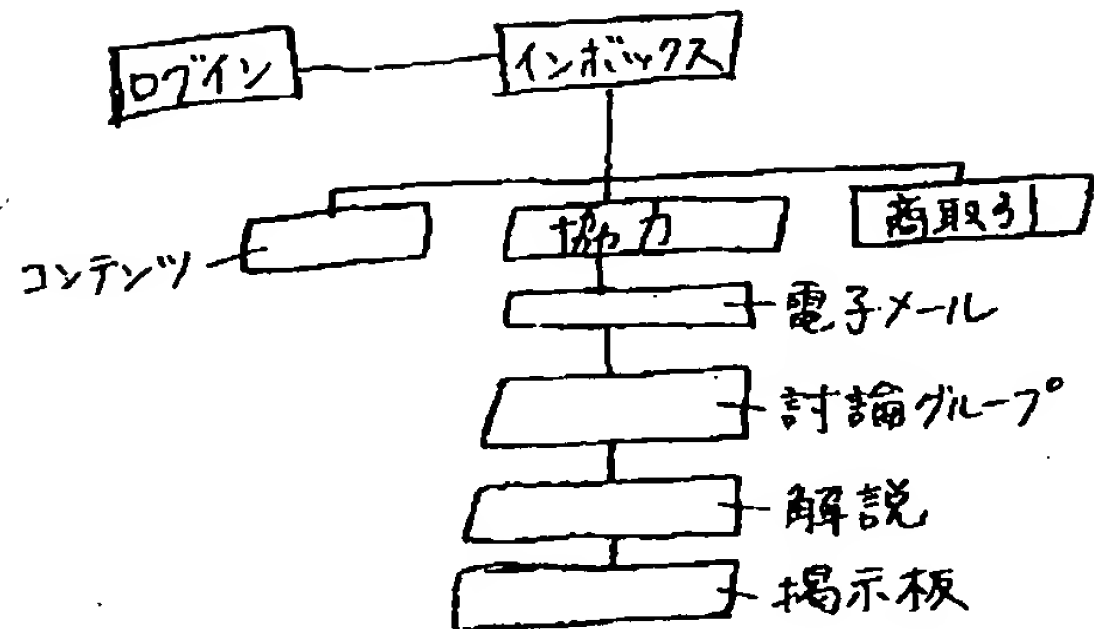 ログイン
インボックス
コンテンツ
協力
商取引
電子メール
討論グループ
解説
掲示板